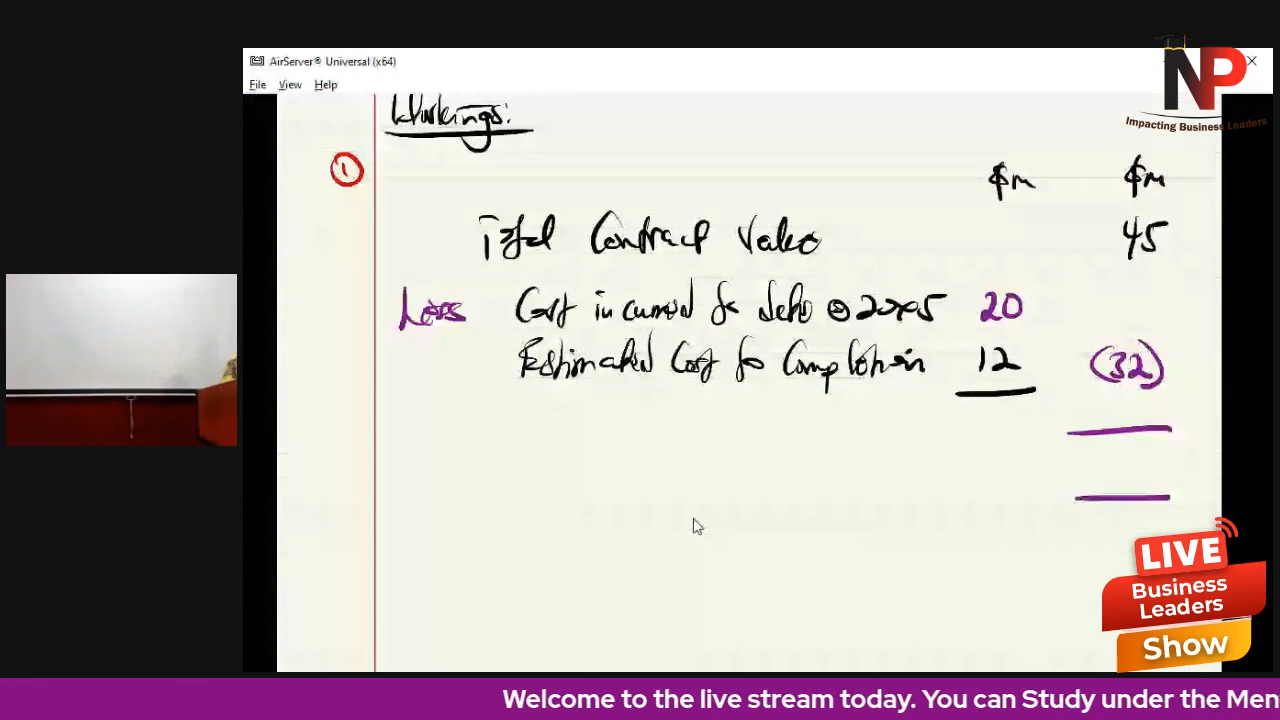 AirServer® Universal (x64)
File View Help
NP
Impacting Business Leaders
Workings:
1
$m $m
Total Contract Value 45
Less Cost incurred to date @ 20x5 20
Estimated Cost to Completion 12 (32)
LIVE
Business
Leaders
Show
Welcome to the live stream today. You can Study under the Men